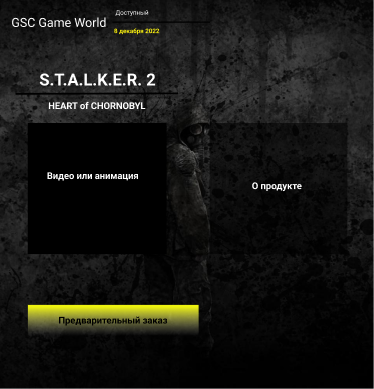 Доступный
GSC Game World
8 декабря 2022
S.T.A.L.K.E.R. 2
HEART of CHORNOBYL
Видео или анимация
О продукте
Предварительный заказ